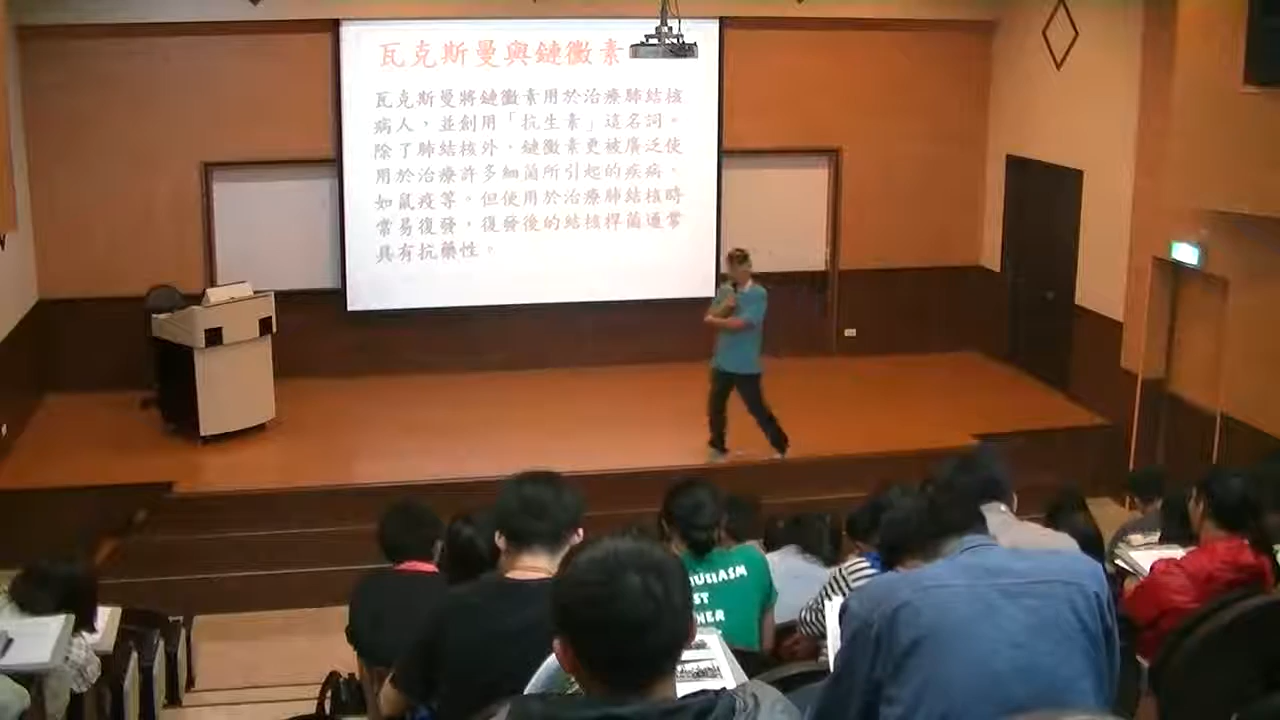 瓦克斯曼與鏈黴素
瓦克斯曼將鏈黴素用於治療肺結核
病人，並創用「抗生素」這名詞。
除了肺結核外，鏈黴素更被廣泛使
用於治療許多細菌所引起的疾病，
如鼠疫等。但使用於治療肺結核時
常易復發，復發後的結核桿菌通常
具有抗藥性。
USIASM
ST
HER